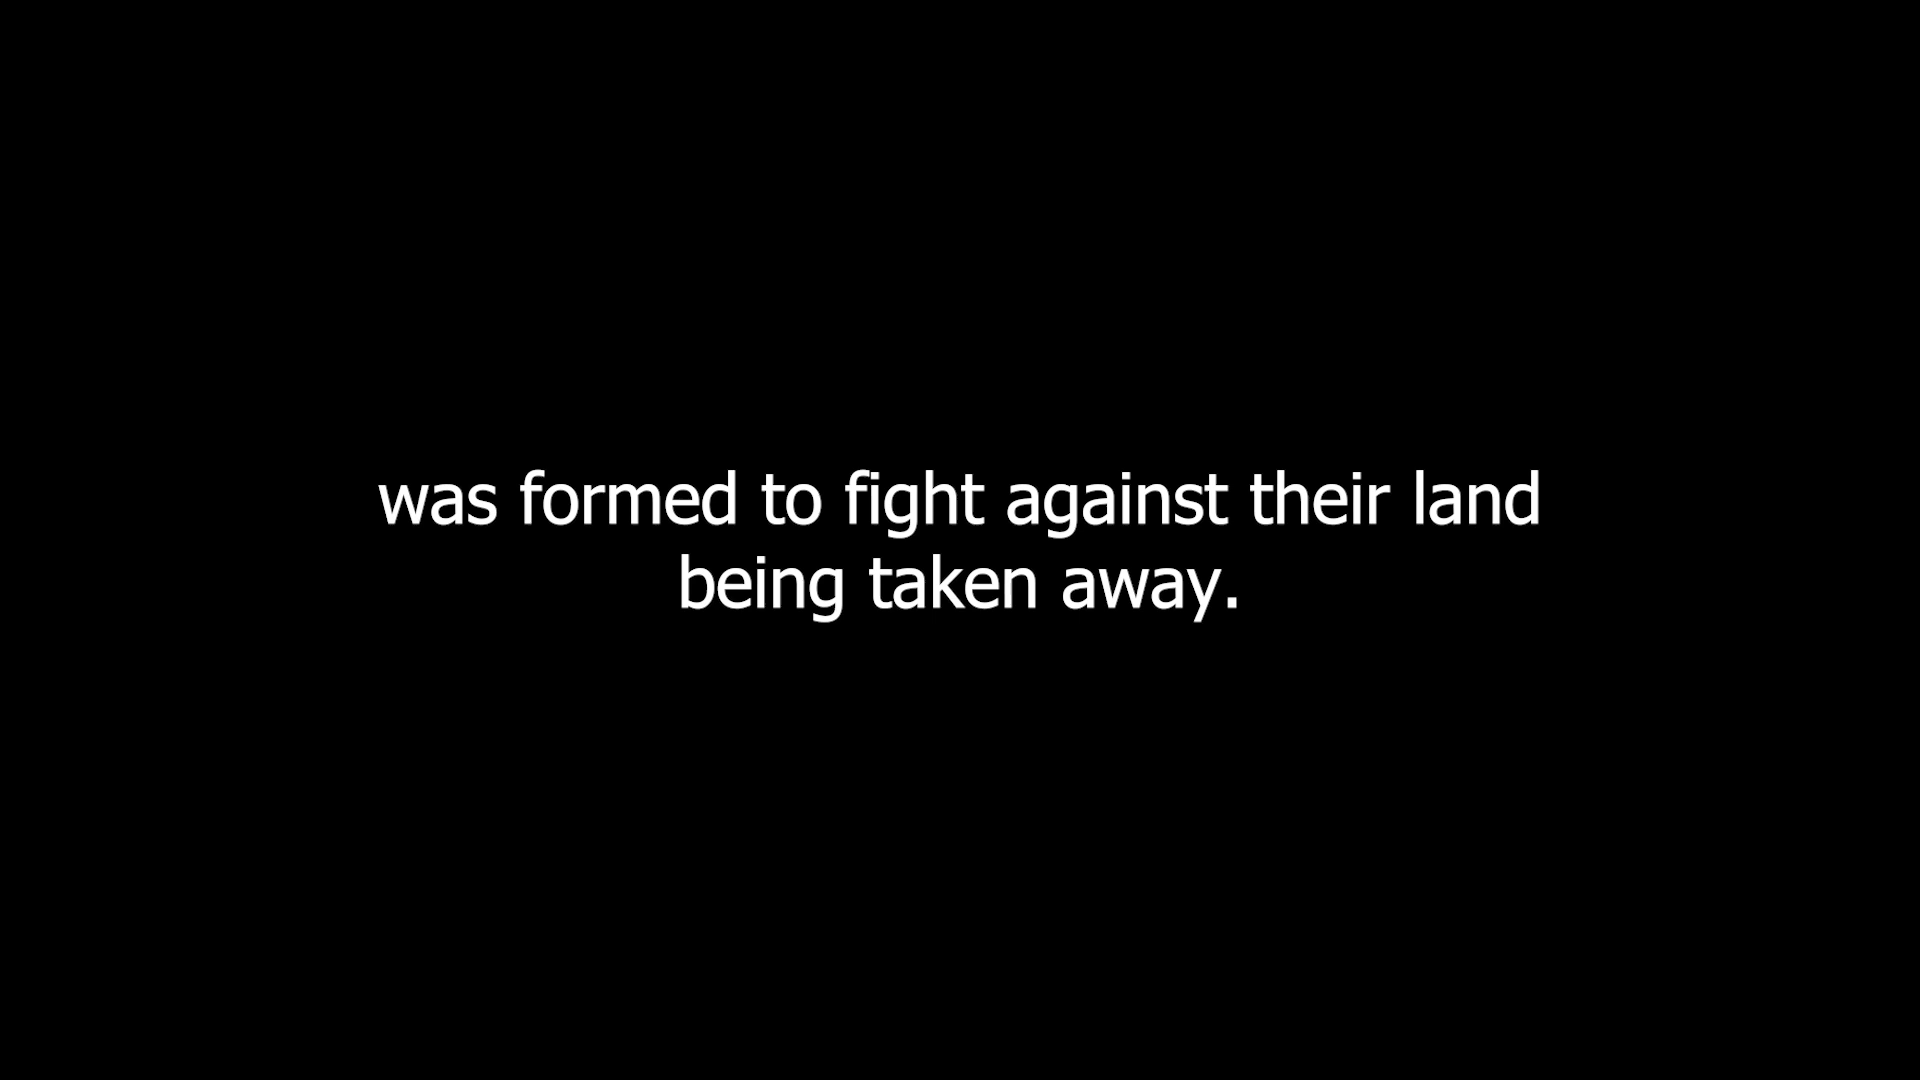 was formed to fight against their land
being taken away.